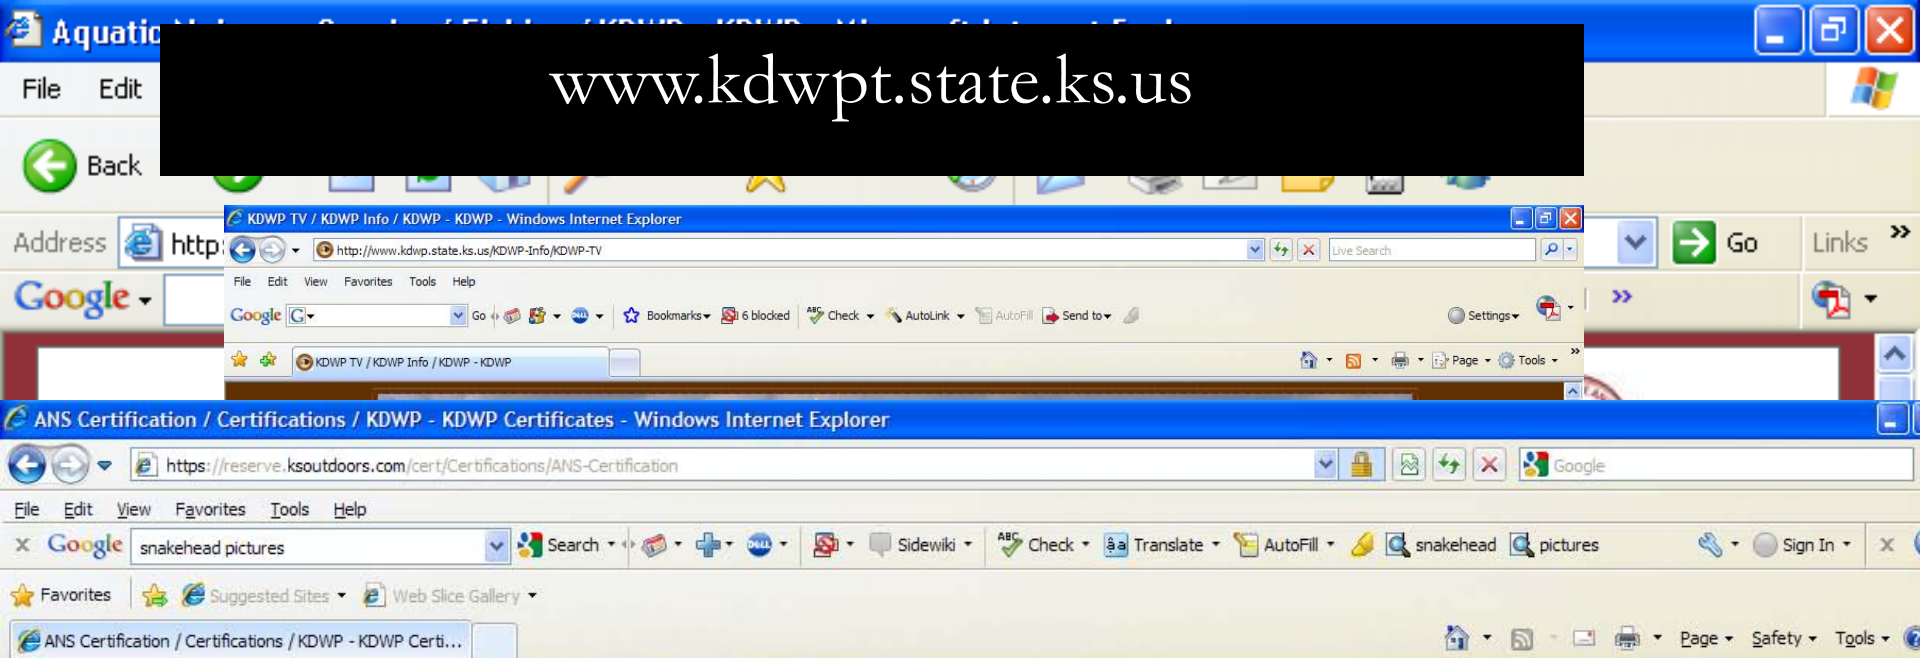 Aquatic
www.kdwpt.state.ks.us
File Edit
Back
Address http: Go Links »
Google
KDWP TV / KDWP Info / KDWP - KDWP - Windows Internet Explorer
http://www.kdwp.state.ks.us/KDWP-Info/KDWP-TV Live Search
File Edit View Favorites Tools Help
Google G Go Bookmarks 6 blocked ABC Check AutoLink AutoFill Send to Settings
KDWP TV / KDWP Info / KDWP - KDWP Page Tools »
ANS Certification / Certifications / KDWP - KDWP Certificates - Windows Internet Explorer
https://reserve.ksoutdoors.com/cert/Certifications/ANS-Certification Google
File Edit View Favorites Tools Help
x Google snakehead pictures Search DELL Sidewiki ABC Check âa Translate AutoFill snakehead pictures Sign In x
Favorites Suggested Sites Web Slice Gallery
ANS Certification / Certifications / KDWP - KDWP Certi... Page Safety Tools